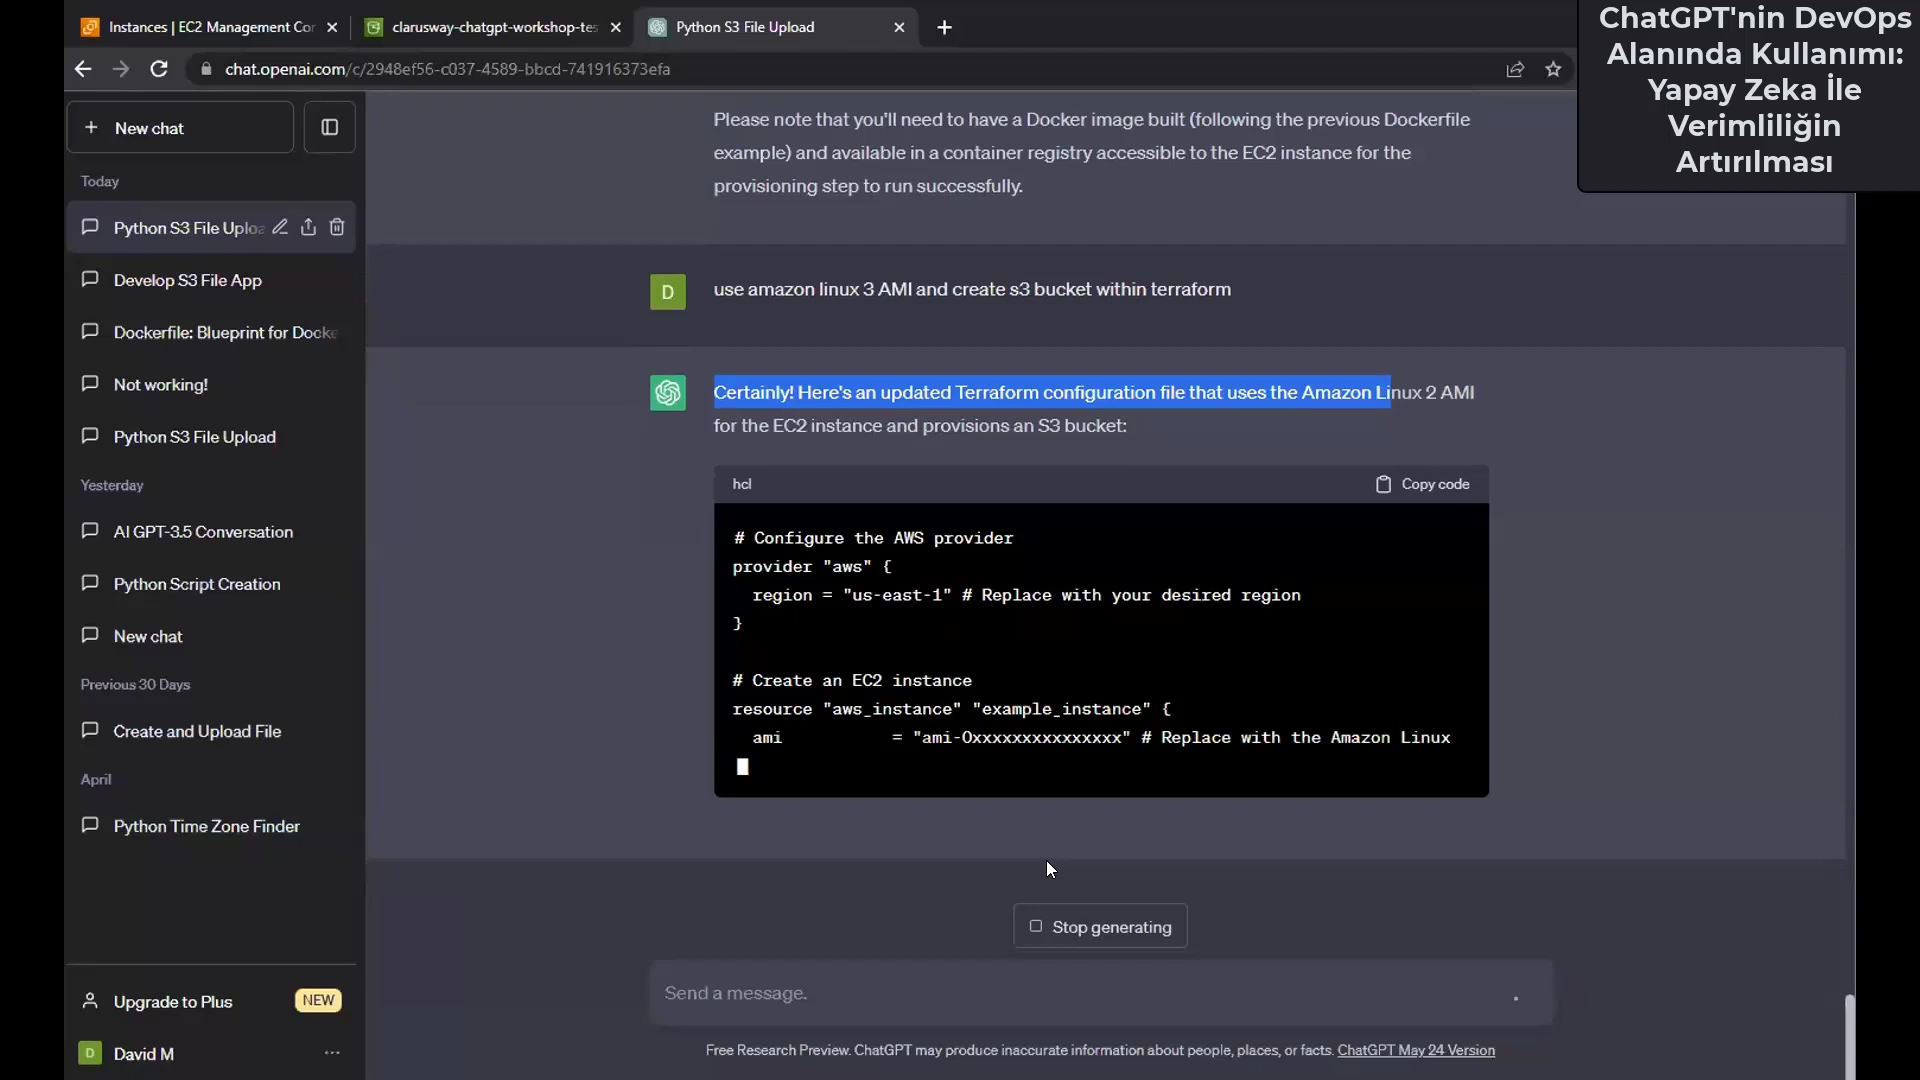 Instances | EC2 Management Cor
clarusway-chatgpt-workshop-tes
Python S3 File Upload
ChatGPT'nin DevOps
Alanında Kullanımı:
Yapay Zeka İle
Verimliliğin
Artırılması
chat.openai.com/c/2948ef56-c037-4589-bbcd-741916373efa
New chat
Today
Python S3 File Uploa
Develop S3 File App
Dockerfile: Blueprint for Docke
Not working!
Python S3 File Upload
Yesterday
AI GPT-3.5 Conversation
Python Script Creation
New chat
Previous 30 Days
Create and Upload File
April
Python Time Zone Finder
Upgrade to Plus
NEW
D
David M
Please note that you'll need to have a Docker image built (following the previous Dockerfile
example) and available in a container registry accessible to the EC2 instance for the
provisioning step to run successfully.
D
use amazon linux 3 AMI and create s3 bucket within terraform
Certainly! Here's an updated Terraform configuration file that uses the Amazon Linux 2 AMI
for the EC2 instance and provisions an S3 bucket:
hcl
Copy code
# Configure the AWS provider
provider "aws" {
region = "us-east-1" # Replace with your desired region
}
# Create an EC2 instance
resource "aws_instance" "example_instance" {
ami = "ami-0xxxxxxxxxxxxxxx" # Replace with the Amazon Linux
Stop generating
Send a message.
Free Research Preview. ChatGPT may produce inaccurate information about people, places, or facts. ChatGPT May 24 Version